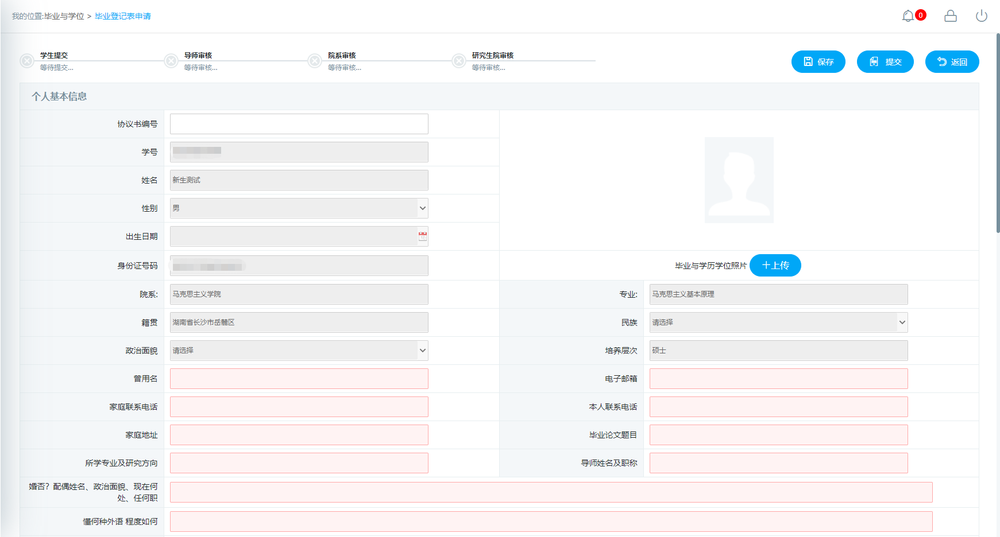 我的位置:毕业与学位 > 毕业登记表申请
0
学生提交
等待提交...
导师审核
等待审核...
院系审核
等待审核...
研究生院审核
等待审核...
保存
提交
返回
个人基本信息
协议书编号
学号
姓名 新生测试
性别 男
出生日期
身份证号码
毕业与学历学位照片 十上传
院系: 马克思主义学院
专业: 马克思主义基本原理
籍贯 湖南省长沙市岳麓区
民族 请选择
政治面貌 请选择
培养层次 硕士
曾用名
电子邮箱
家庭联系电话
本人联系电话
家庭地址
毕业论文题目
所学专业及研究方向
导师姓名及职称
婚否？配偶姓名、政治面貌、现在何
处、任何职
懂何种外语 程度如何